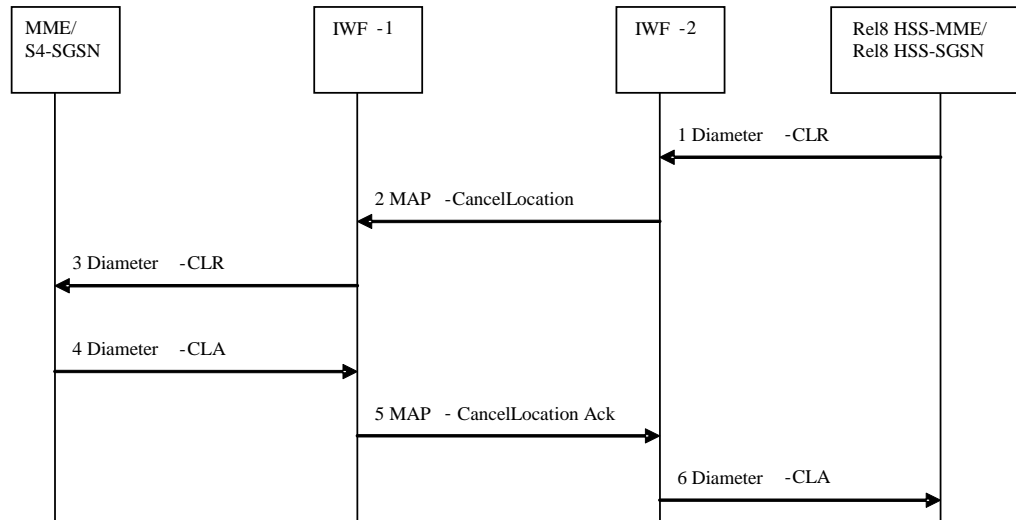 MME/
S4-SGSN
IWF -1
IWF -2
Rel8 HSS-MME/
Rel8 HSS-SGSN
1 Diameter -CLR
2 MAP -CancelLocation
3 Diameter -CLR
4 Diameter -CLA
5 MAP - CancelLocation Ack
6 Diameter -CLA